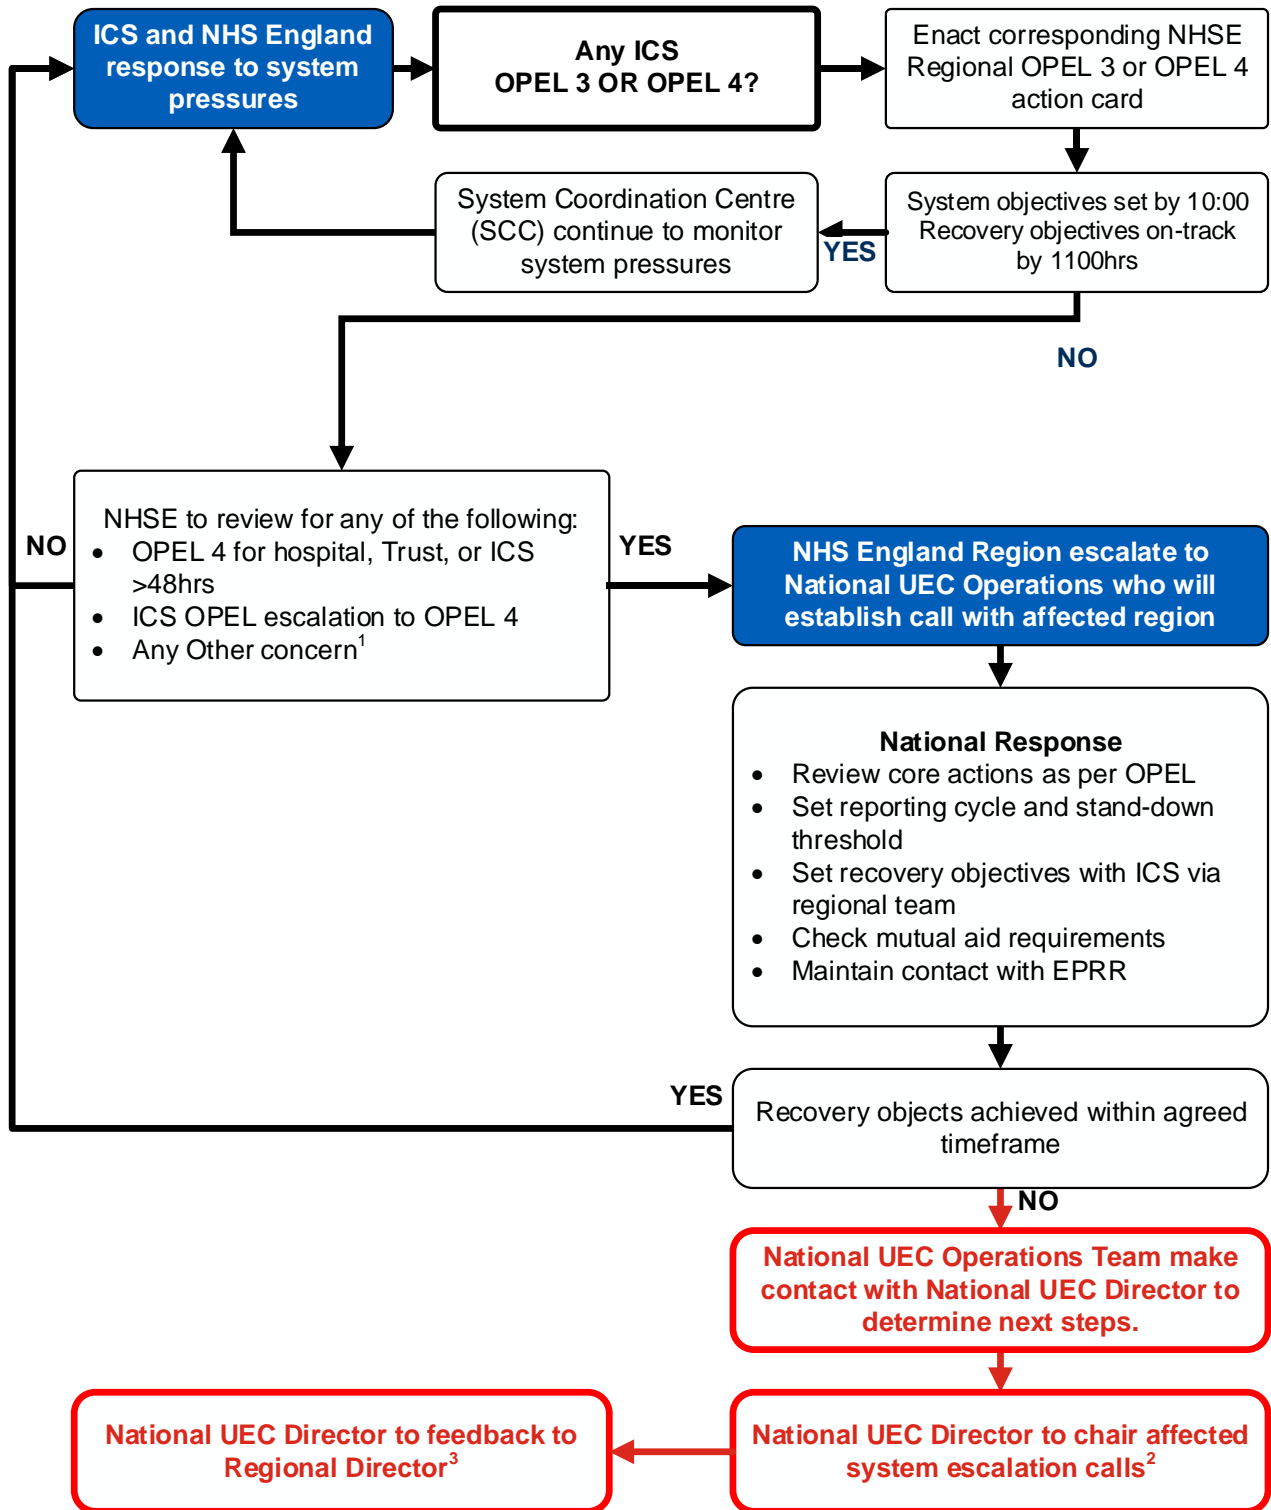 ICS and NHS England
response to system
pressures
Any ICS
OPEL 3 OR OPEL 4?
Enact corresponding NHSE
Regional OPEL 3 or OPEL 4
action card
System objectives set by 10:00
Recovery objectives on-track
by 1100hrs
YES
System Coordination Centre
(SCC) continue to monitor
system pressures
NO
NHSE to review for any of the following:
• OPEL 4 for hospital, Trust, or ICS
>48hrs
• ICS OPEL escalation to OPEL 4
• Any Other concern1
NO
YES
NHS England Region escalate to
National UEC Operations who will
establish call with affected region
National Response
• Review core actions as per OPEL
• Set reporting cycle and stand-down
threshold
• Set recovery objectives with ICS via
regional team
• Check mutual aid requirements
• Maintain contact with EPRR
YES
Recovery objects achieved within agreed
timeframe
NO
National UEC Operations Team make
contact with National UEC Director to
determine next steps.
National UEC Director to chair affected
system escalation calls2
National UEC Director to feedback to
Regional Director3